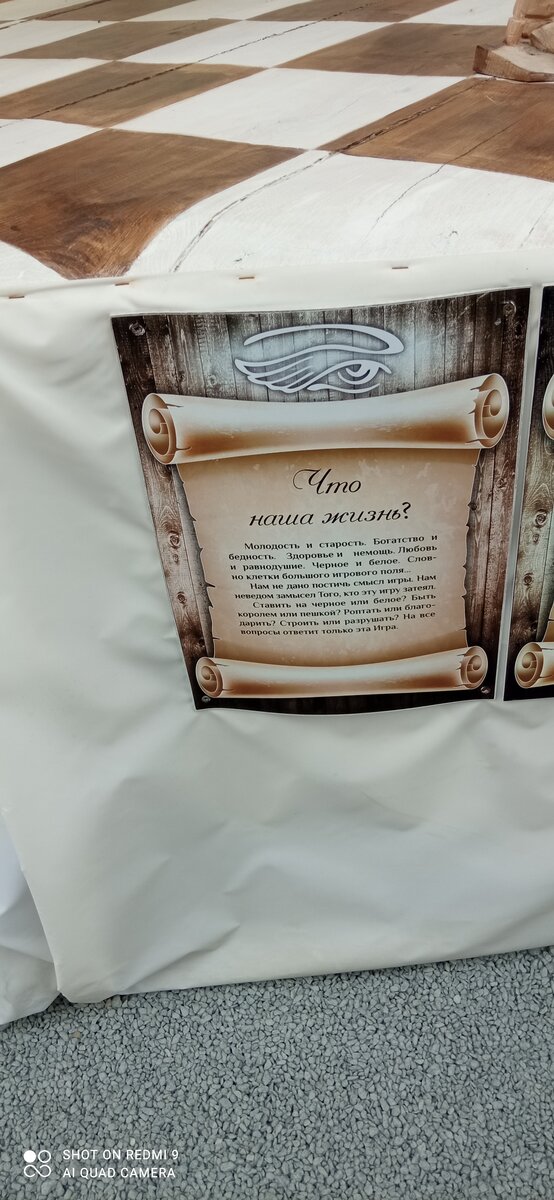 Что
наша жизнь?
Молодость и старость. Богатство и
бедность. Здоровье и немощь. Любовь
и равнодушие. Черное и белое. Слов-
но клетки большого игрового поля...
Нам не дано постичь смысл игры. Нам
неведом замысел Того, кто эту игру затеял.
Ставить на черное или белое? Быть
королем или пешкой? Роптать или благо-
дарить? Строить или разрушать? На все
вопросы ответит только эта Игра.
SHOT ON REDMI 9
AI QUAD CAMERA